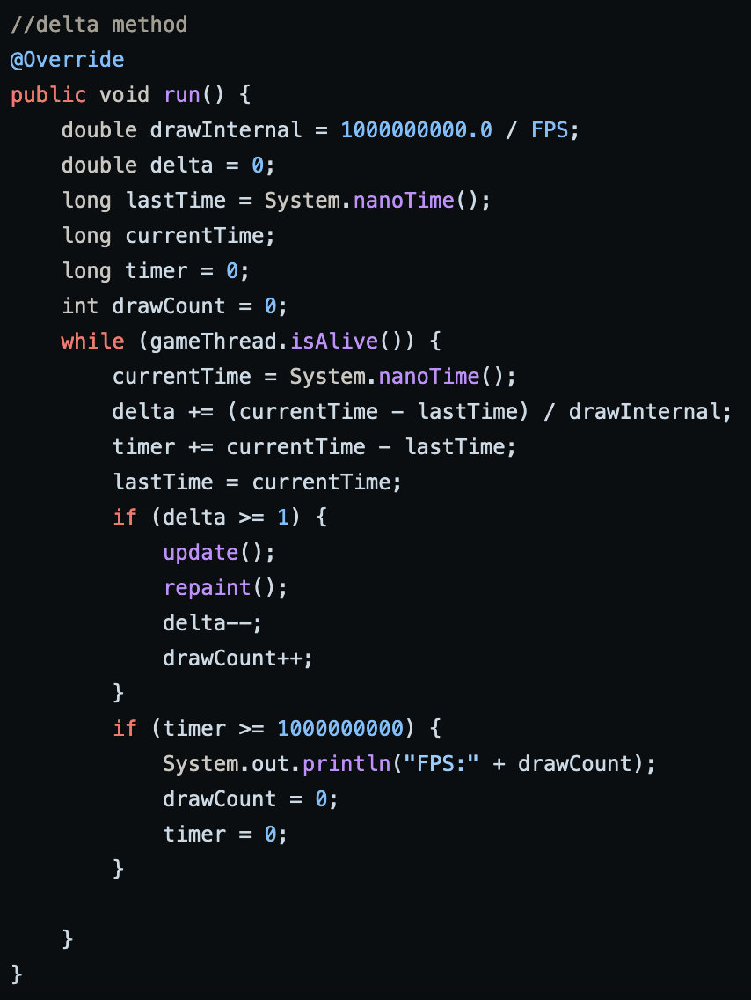 //delta method
@Override
public void run() {
    double drawInternal = 1000000000.0 / FPS;
    double delta = 0;
    long lastTime = System.nanoTime();
    long currentTime;
    long timer = 0;
    int drawCount = 0;
    while (gameThread.isAlive()) {
        currentTime = System.nanoTime();
        delta += (currentTime - lastTime) / drawInternal;
        timer += currentTime - lastTime;
        lastTime = currentTime;
        if (delta >= 1) {
            update();
            repaint();
            delta--;
            drawCount++;
        }
        if (timer >= 1000000000) {
            System.out.println("FPS:" + drawCount);
            drawCount = 0;
            timer = 0;
        }

    }
}